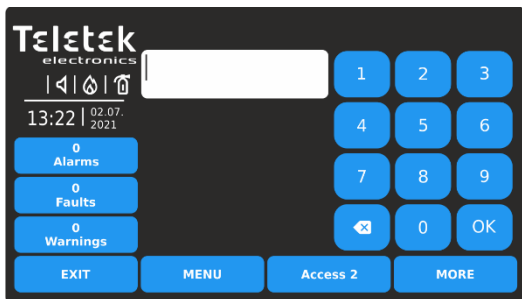 Teletek
electronics
13:22
02.07.
2021
0
Alarms
0
Faults
0
Warnings
1 2 3
4 5 6
7 8 9
0 OK
EXIT MENU Access 2 MORE